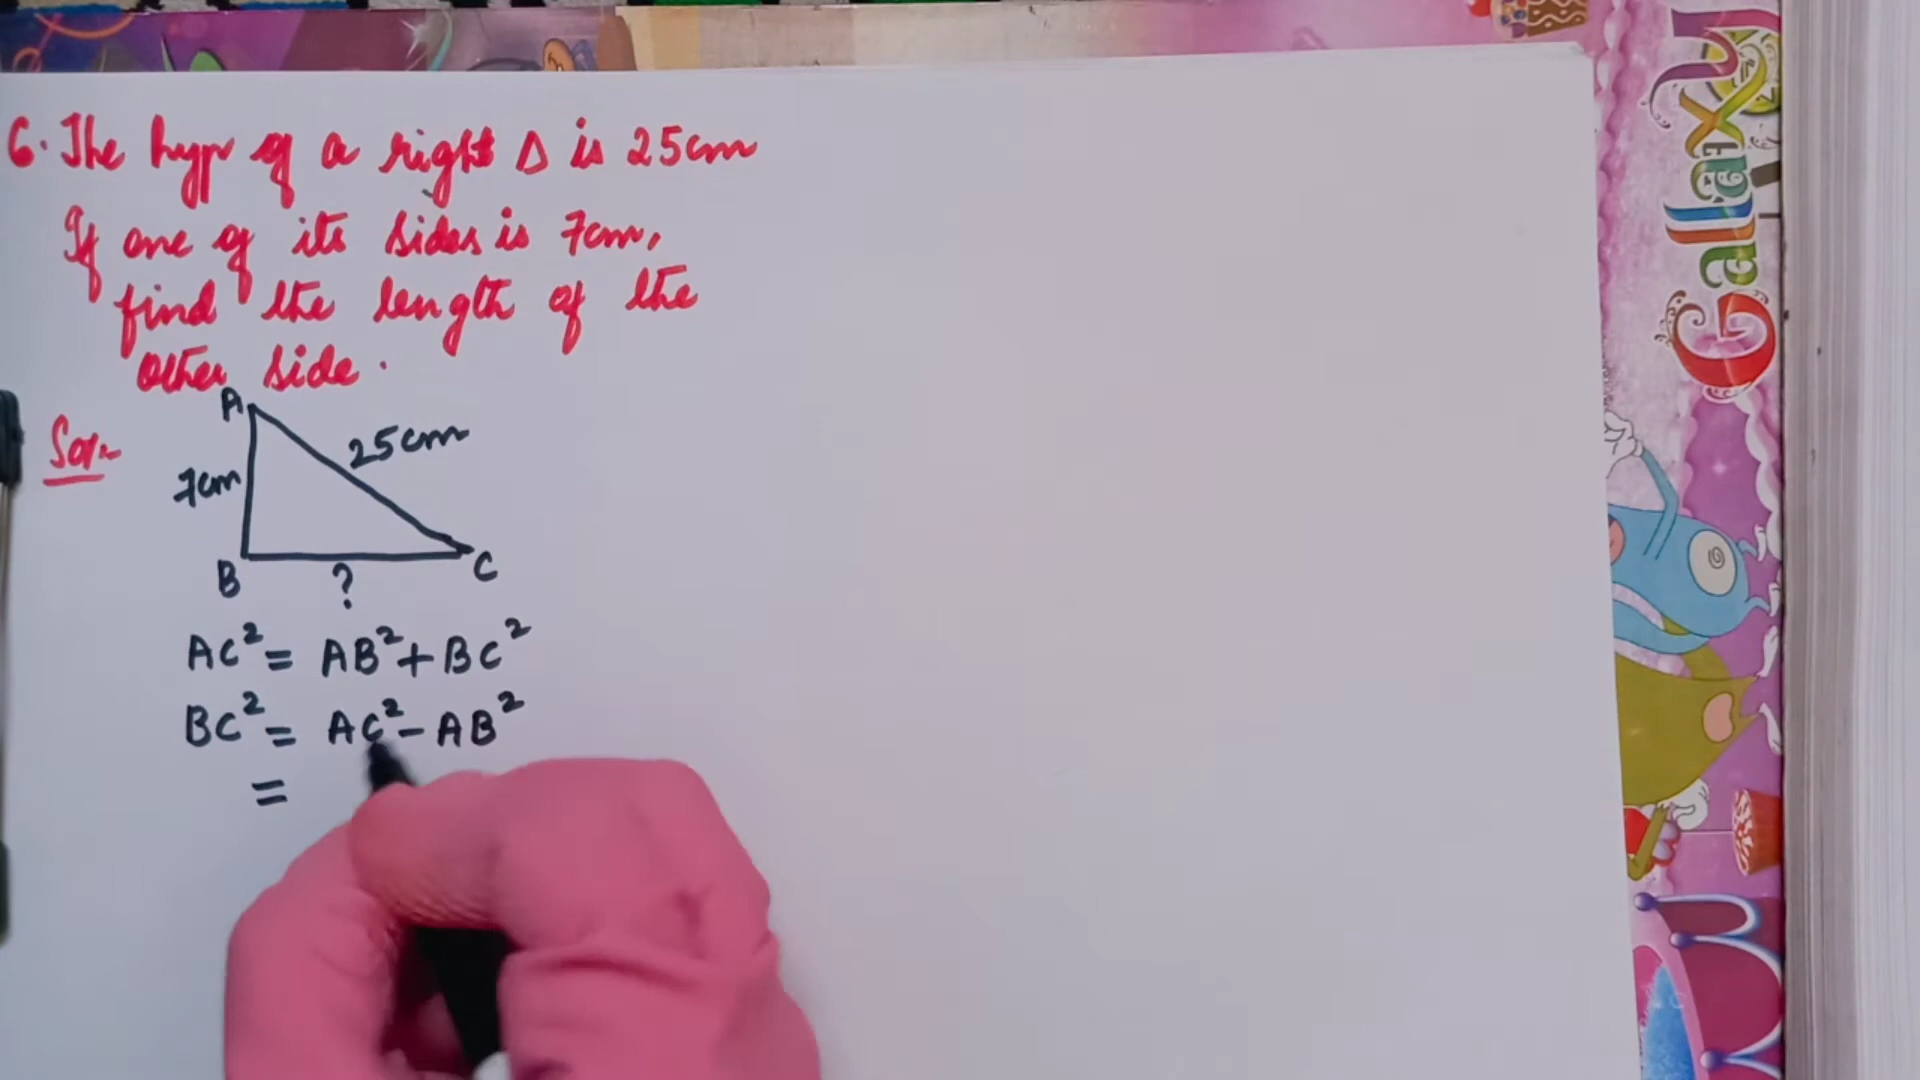 6. The hyp of a right Δ is 25cm
If one of its sides is 7cm,
find the length of the
other side.
Sol:-
A
25cm
7cm
B
?
C
AC² = AB² + BC²
BC² = AC² - AB²
=
GallaxY